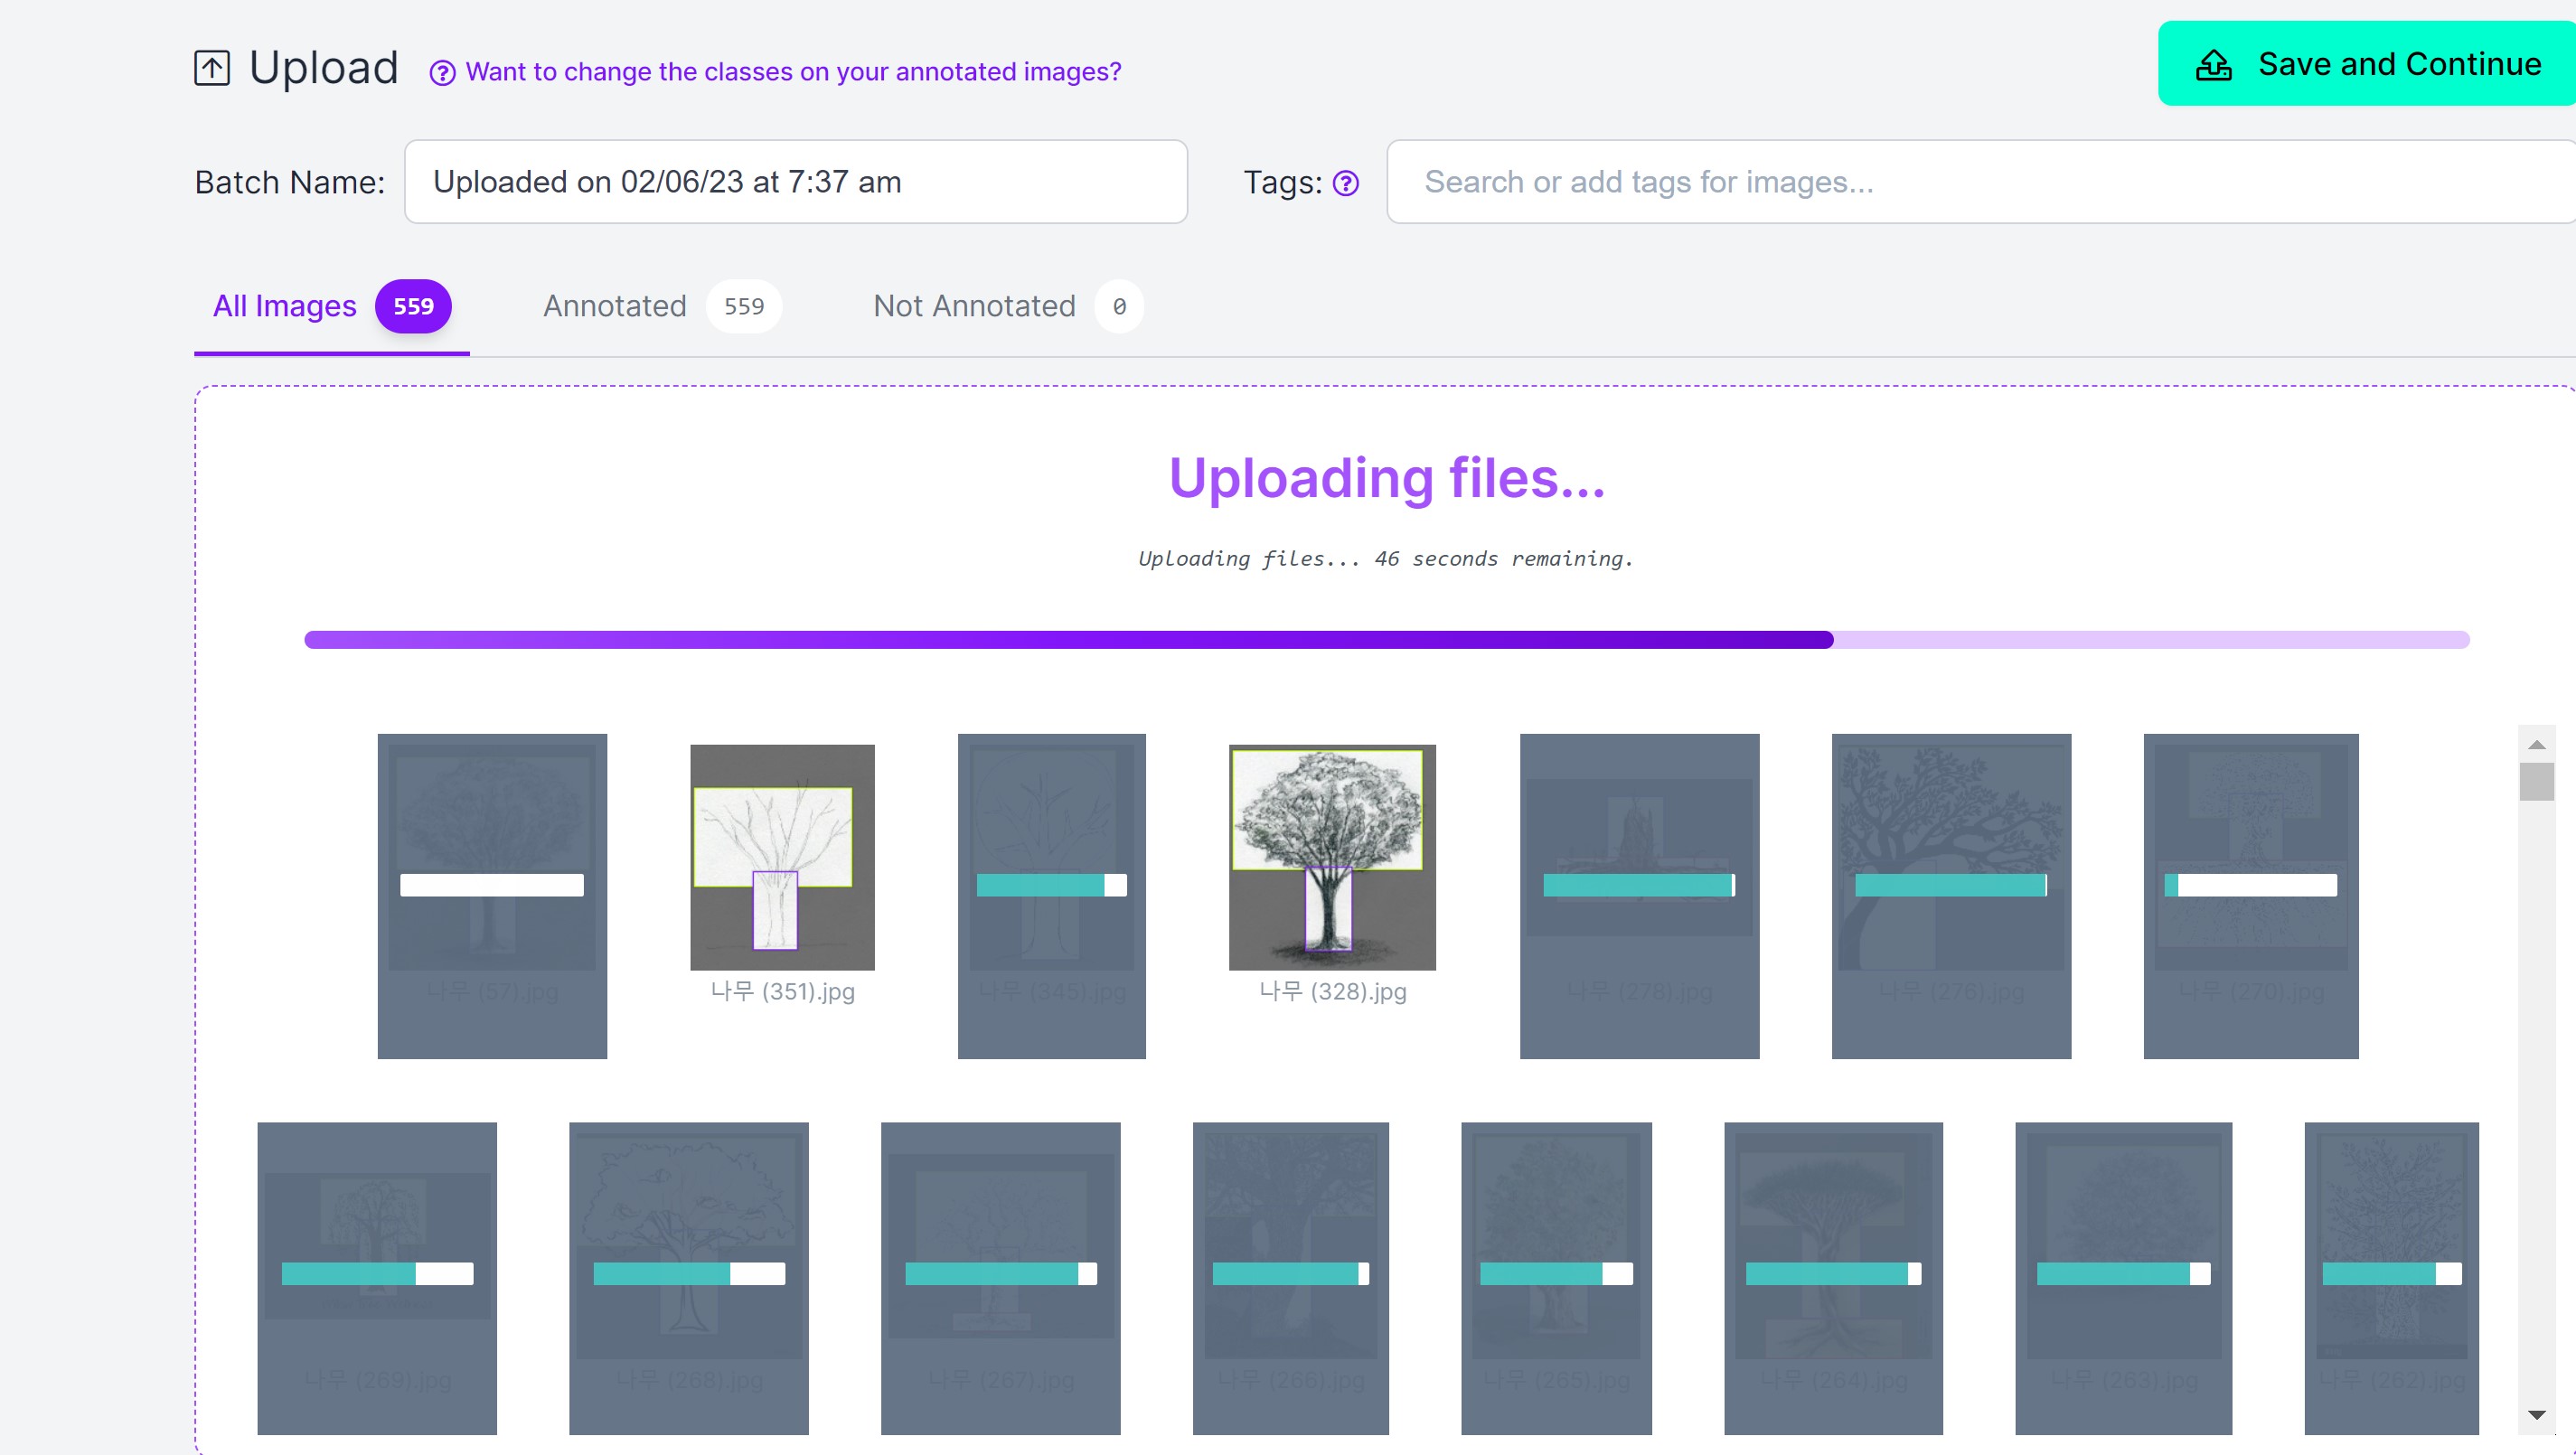 Upload
Want to change the classes on your annotated images?
Save and Continue
Batch Name:
Uploaded on 02/06/23 at 7:37 am
Tags:
Search or add tags for images...
All Images 559
Annotated 559
Not Annotated 0
Uploading files...
Uploading files... 46 seconds remaining.
나무 (57).jpg
나무 (351).jpg
나무 (345).jpg
나무 (328).jpg
나무 (278).jpg
나무 (276).jpg
나무 (270).jpg
나무 (269).jpg
나무 (268).jpg
나무 (267).jpg
나무 (266).jpg
나무 (265).jpg
나무 (264).jpg
나무 (263).jpg
나무 (262).jpg